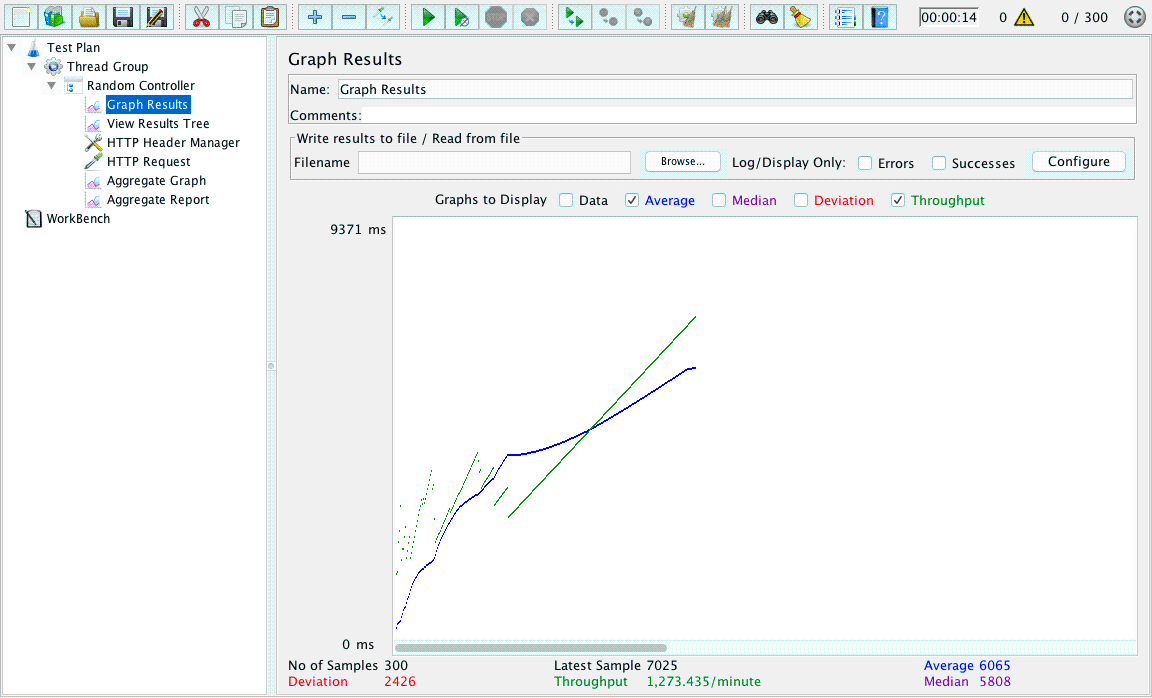 00:00:14 0 0 / 300
Test Plan
Thread Group
Random Controller
Graph Results
View Results Tree
HTTP Header Manager
HTTP Request
Aggregate Graph
Aggregate Report
WorkBench
Graph Results
Name: Graph Results
Comments:
Write results to file / Read from file
Filename Browse... Log/Display Only: Errors Successes Configure
Graphs to Display Data Average Median Deviation Throughput
9371 ms
0 ms
No of Samples 300 Latest Sample 7025 Average 6065
Deviation 2426 Throughput 1,273.435/minute Median 5808